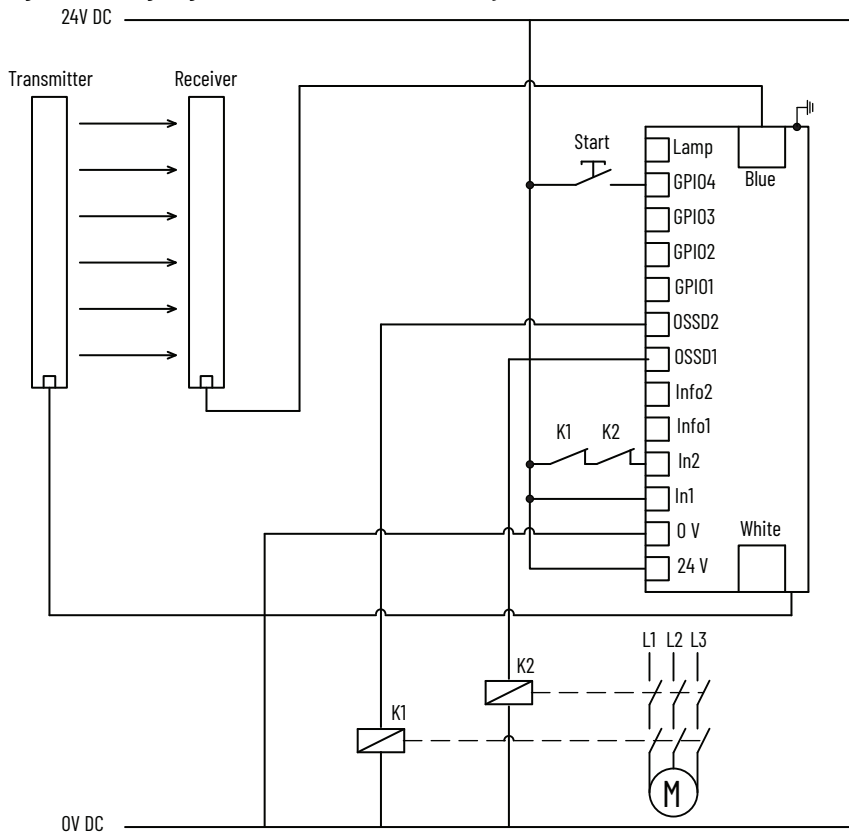 24V DC
Transmitter
Receiver
Start
Lamp
GPIO4
Blue
GPIO3
GPIO2
GPIO1
OSSD2
OSSD1
Info2
Info1
K1
K2
In2
In1
0 V
White
24 V
L1 L2 L3
K2
K1
M
0V DC